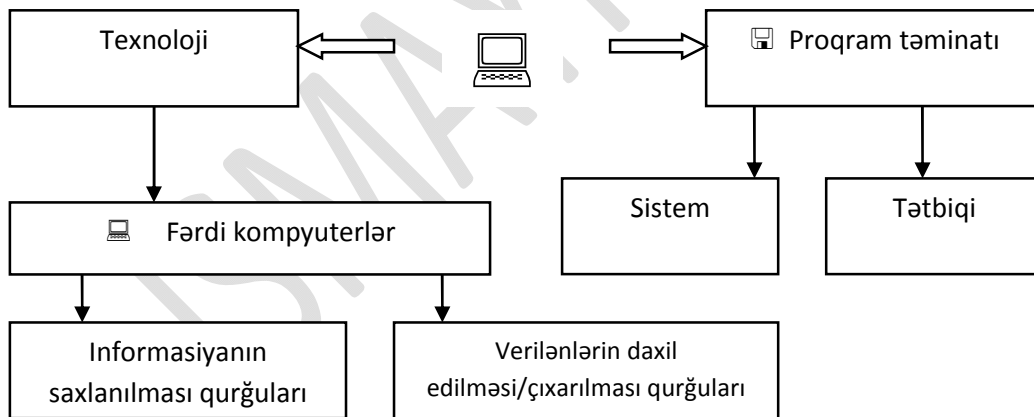 Texnoloji
Proqram təminatı
Sistem
Tətbiqi
Fərdi kompyuterlər
Informasiyanın
saxlanılması qurğuları
Verilənlərin daxil
edilməsi/çıxarılması qurğuları